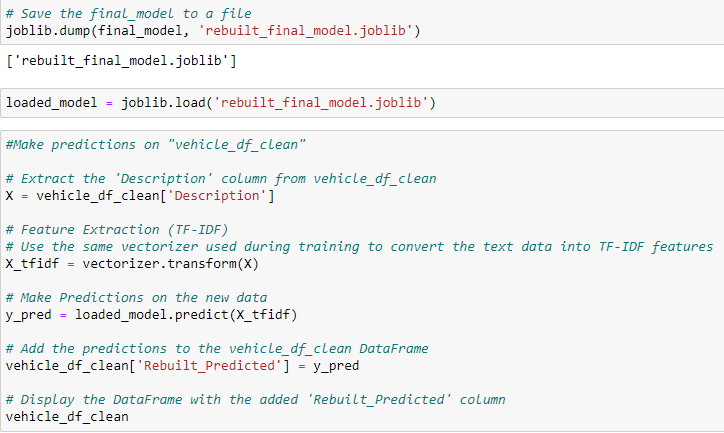 # Save the final_model to a file
joblib.dump(final_model, 'rebuilt_final_model.joblib')
['rebuilt_final_model.joblib']
loaded_model = joblib.load('rebuilt_final_model.joblib')
#Make predictions on "vehicle_df_clean"
# Extract the 'Description' column from vehicle_df_clean
X = vehicle_df_clean['Description']
# Feature Extraction (TF-IDF)
# Use the same vectorizer used during training to convert the text data into TF-IDF features
X_tfidf = vectorizer.transform(X)
# Make Predictions on the new data
y_pred = loaded_model.predict(X_tfidf)
# Add the predictions to the vehicle_df_clean DataFrame
vehicle_df_clean['Rebuilt_Predicted'] = y_pred
# Display the DataFrame with the added 'Rebuilt_Predicted' column
vehicle_df_clean